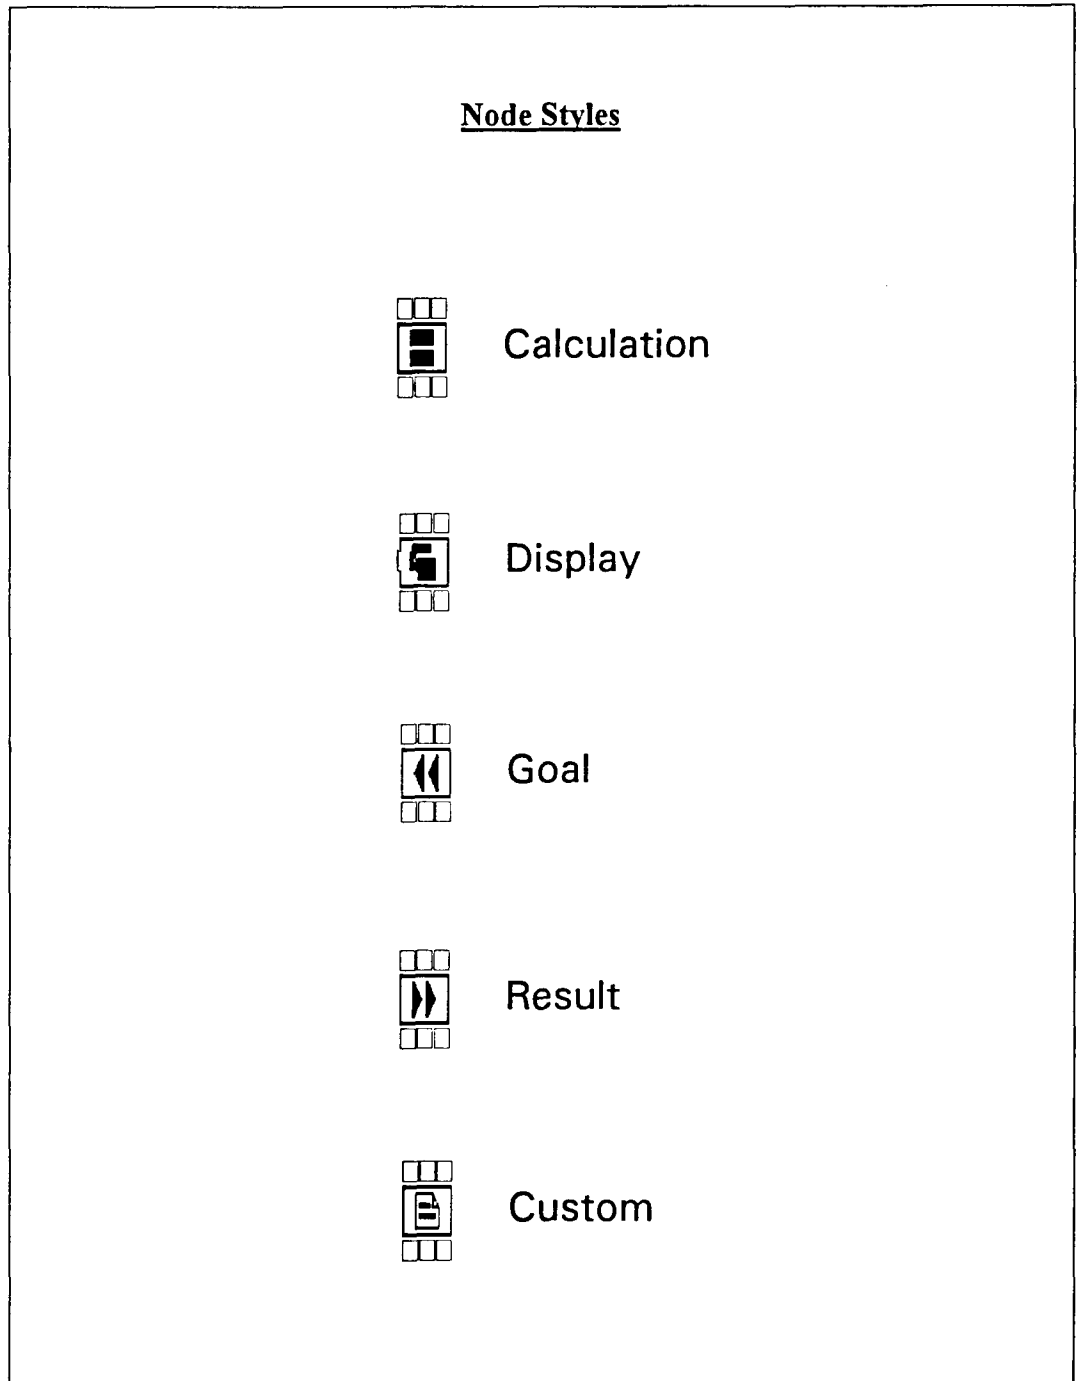 Node Styles
Calculation
Display
Goal
Result
Custom